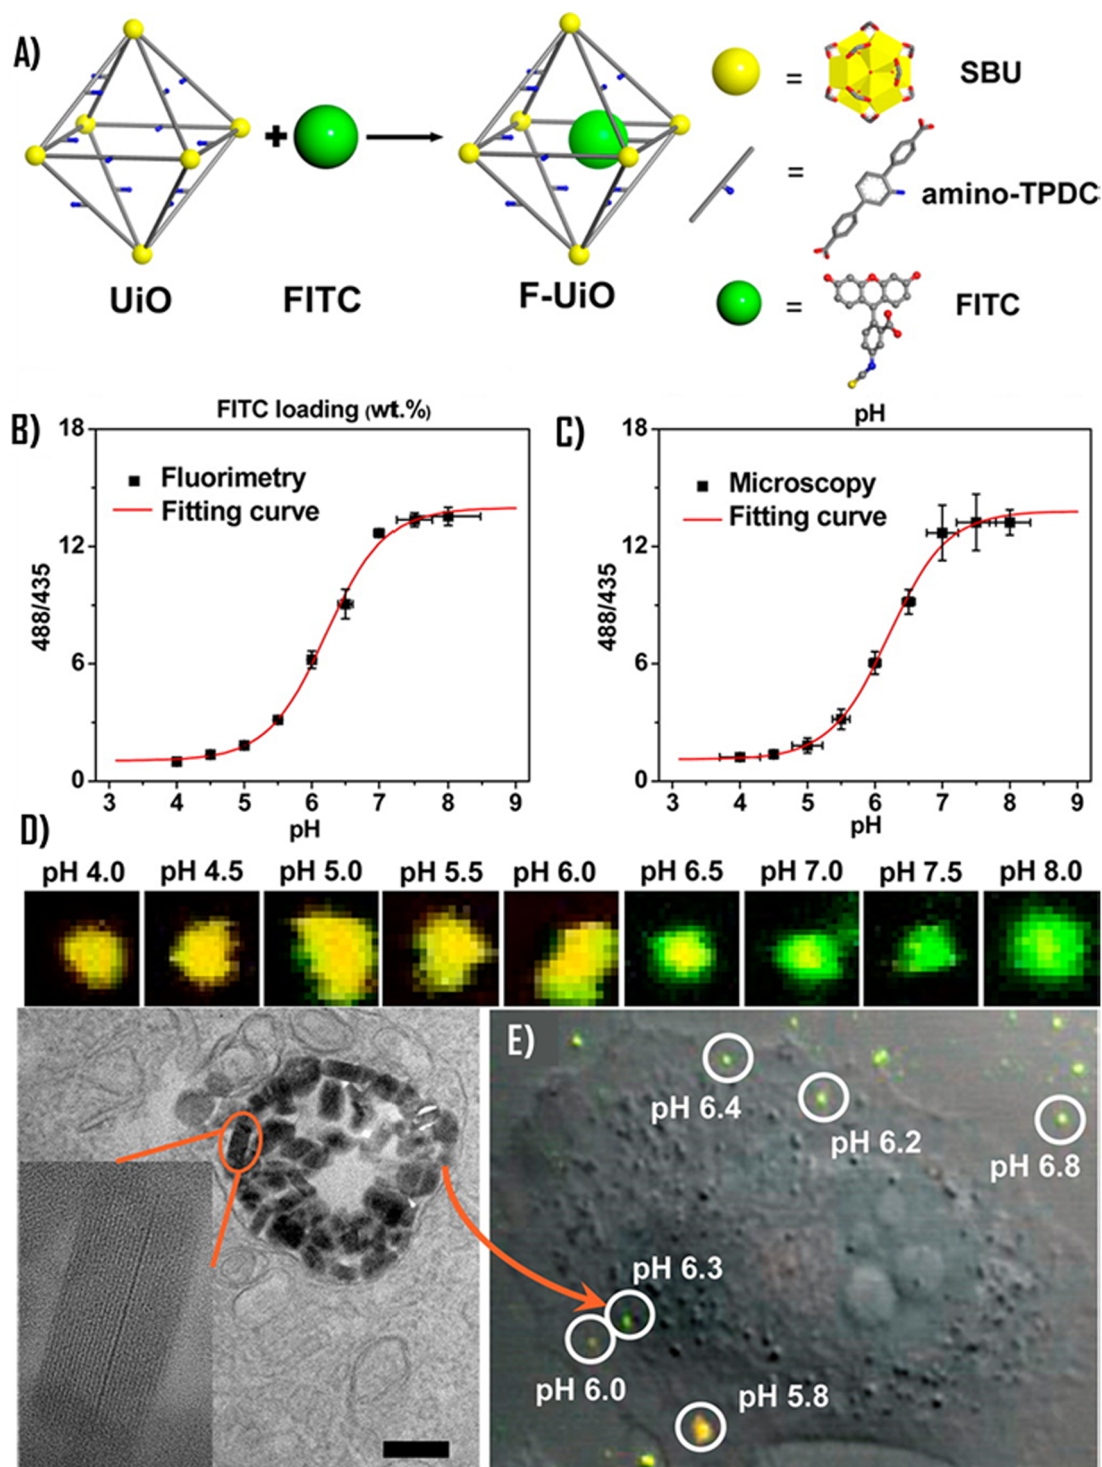 A)
UiO
+
FITC
F-UiO
= SBU
= amino-TPDC
= FITC
B)
FITC loading (wt.%)
18
12
6
0
488/435
Fluorimetry
Fitting curve
3 4 5 6 7 8 9
pH
C)
pH
18
12
6
0
488/435
Microscopy
Fitting curve
3 4 5 6 7 8 9
pH
D)
pH 4.0 pH 4.5 pH 5.0 pH 5.5 pH 6.0 pH 6.5 pH 7.0 pH 7.5 pH 8.0
E)
pH 6.4
pH 6.2
pH 6.8
pH 6.3
pH 6.0
pH 5.8